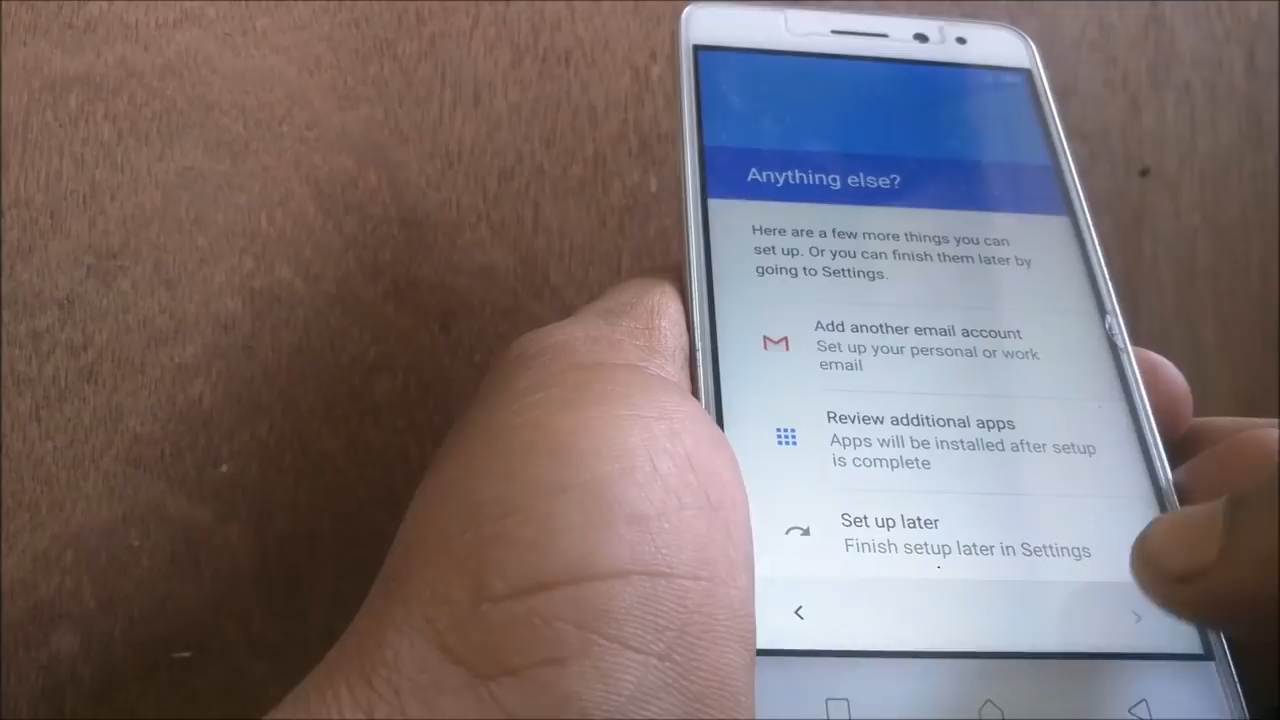 Anything else?
Here are a few more things you can
set up. Or you can finish them later by
going to Settings.
Add another email account
Set up your personal or work
email
Review additional apps
Apps will be installed after setup
is complete
Set up later
Finish setup later in Settings